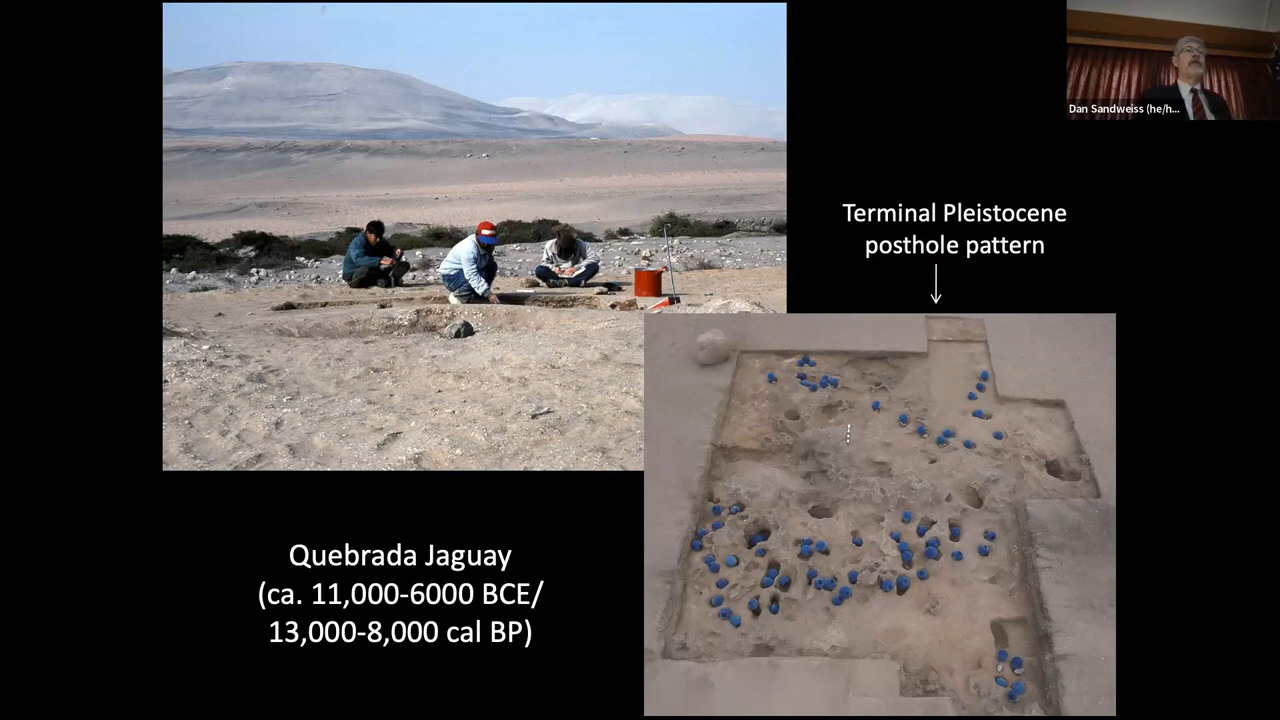 Dan Sandweiss (he/h...
Terminal Pleistocene
posthole pattern
Quebrada Jaguay
(ca. 11,000-6000 BCE/
13,000-8,000 cal BP)